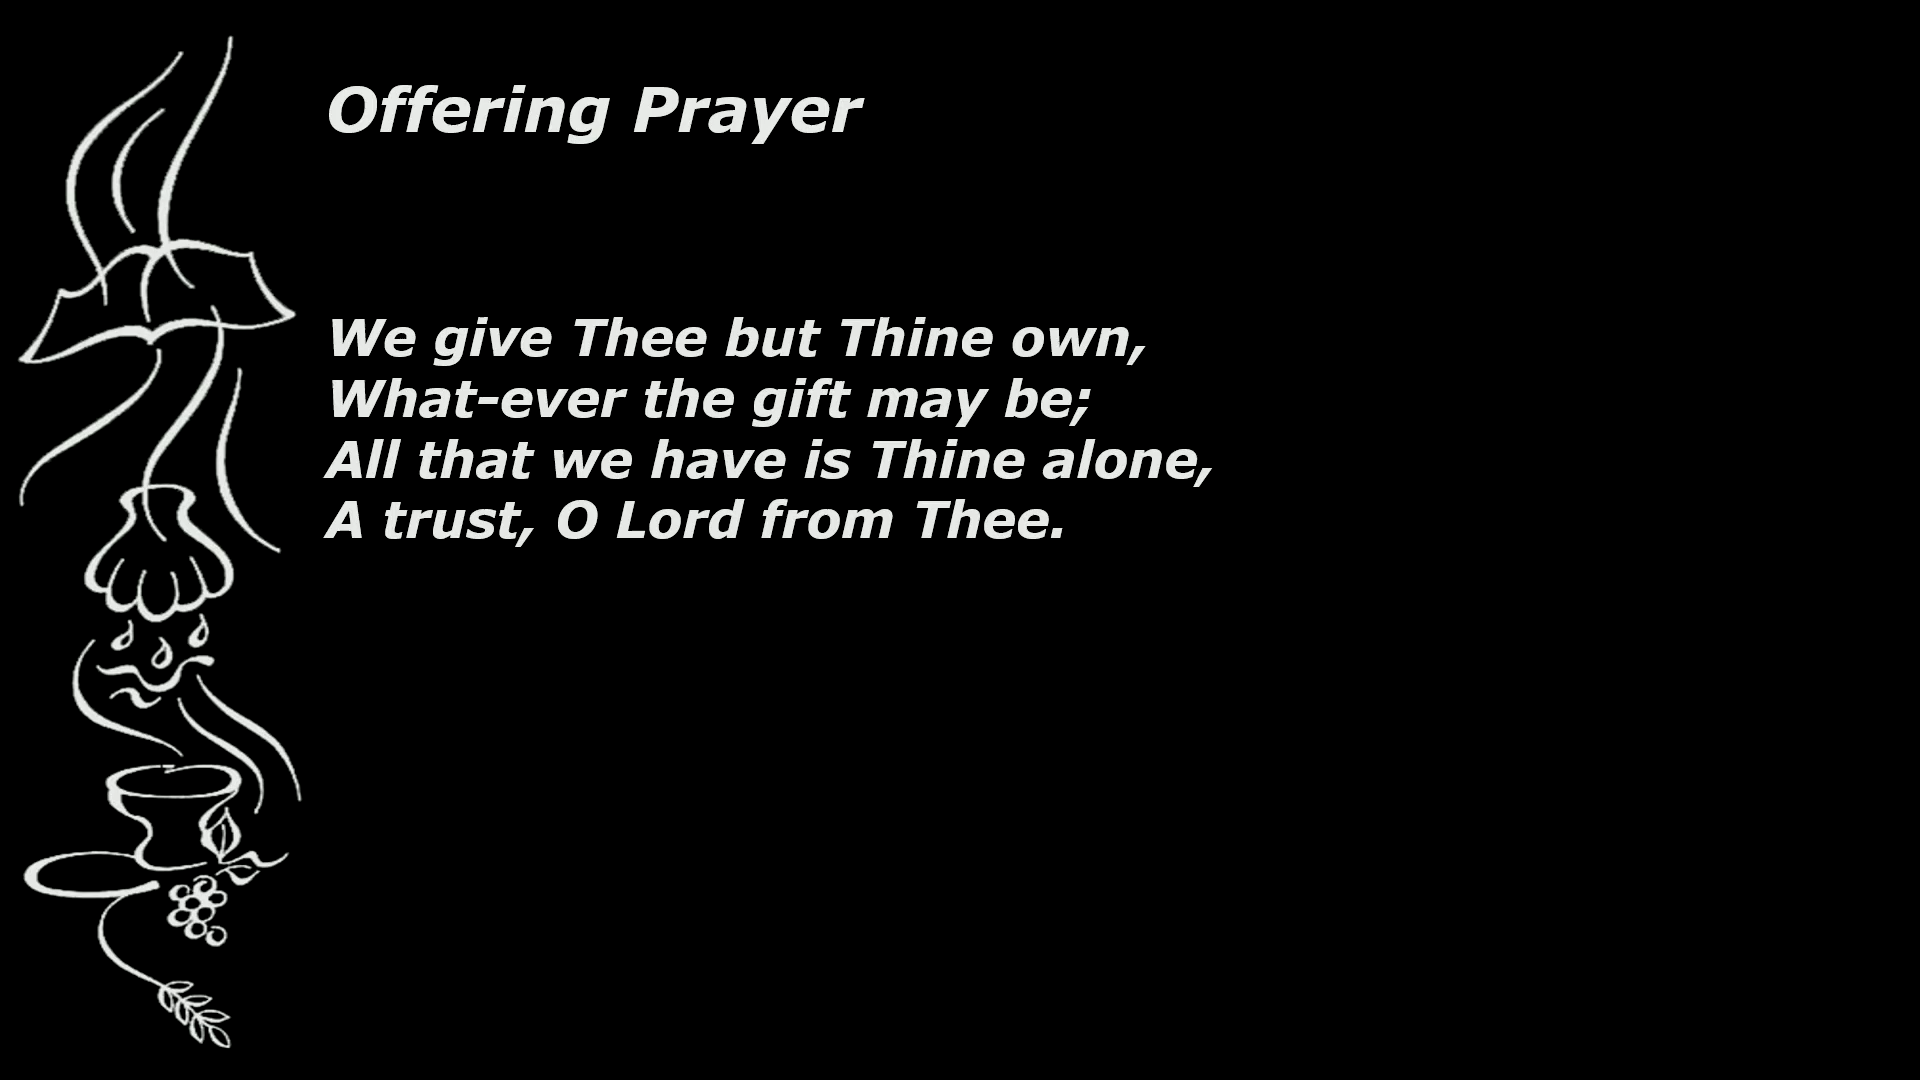 Offering Prayer
We give Thee but Thine own,
What-ever the gift may be;
All that we have is Thine alone,
A trust, O Lord from Thee.